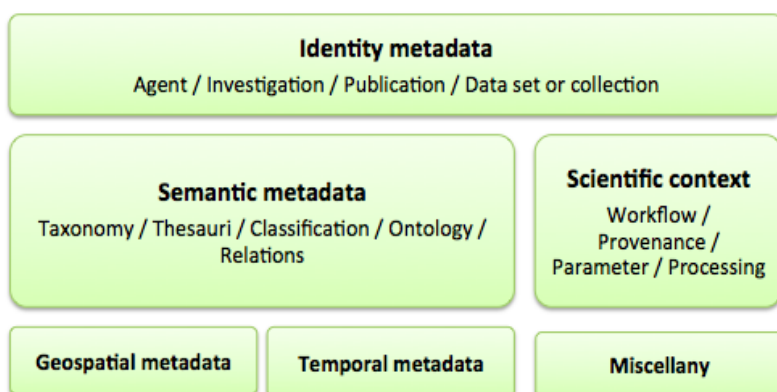 Identity metadata
Agent / Investigation / Publication / Data set or collection
Semantic metadata
Taxonomy / Thesauri / Classification / Ontology /
Relations
Scientific context
Workflow /
Provenance /
Parameter / Processing
Geospatial metadata
Temporal metadata
Miscellany